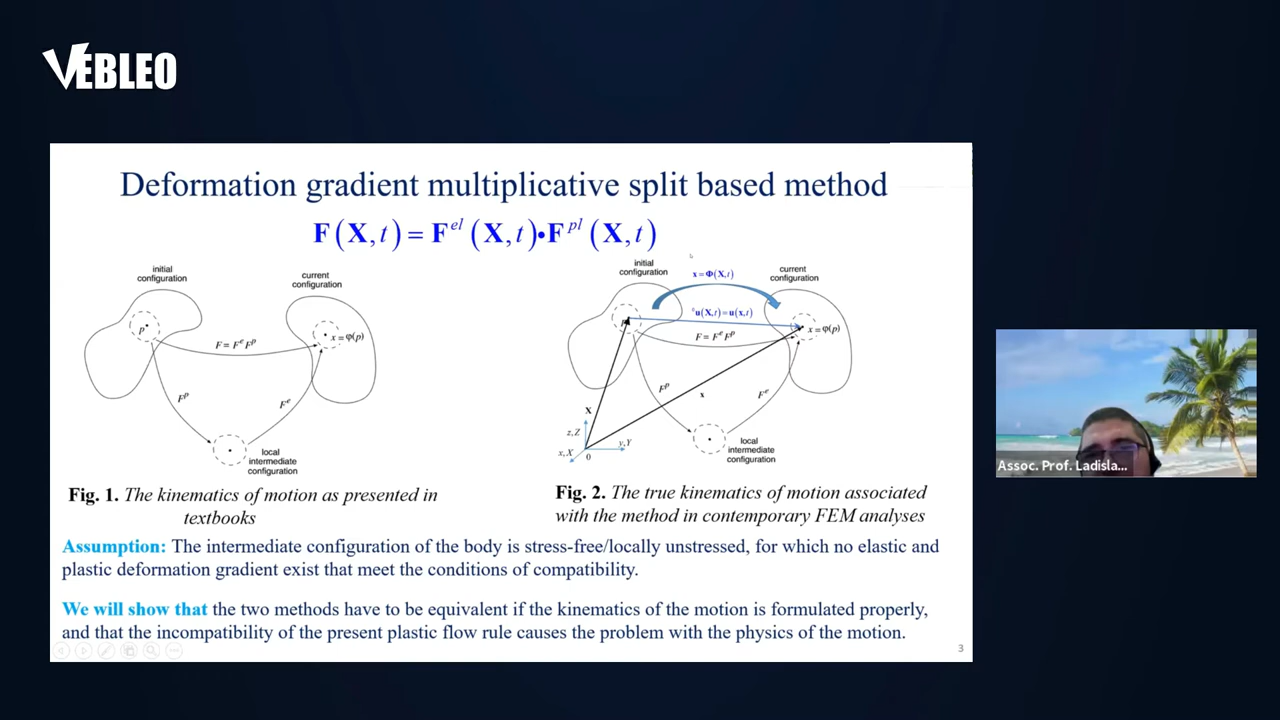 VEBLEO
Deformation gradient multiplicative split based method
F(X,t) = F^el (X,t)•F^pl (X,t)
initial
configuration
current
configuration
p
x = φ(p)
F = F^e F^p
F^p
F^e
local
intermediate
configuration
Fig. 1. The kinematics of motion as presented in
textbooks
initial
configuration
x = Φ(X,t)
current
configuration
⁰u(X,t) = u(x,t)
x = φ(p)
F = F^e F^p
F^p
x
F^e
X
z, Z
y, Y
x, X
0
local
intermediate
configuration
Fig. 2. The true kinematics of motion associated
with the method in contemporary FEM analyses
Assumption: The intermediate configuration of the body is stress-free/locally unstressed, for which no elastic and
plastic deformation gradient exist that meet the conditions of compatibility.
We will show that the two methods have to be equivalent if the kinematics of the motion is formulated properly,
and that the incompatibility of the present plastic flow rule causes the problem with the physics of the motion.
3
Assoc. Prof. Ladisla...